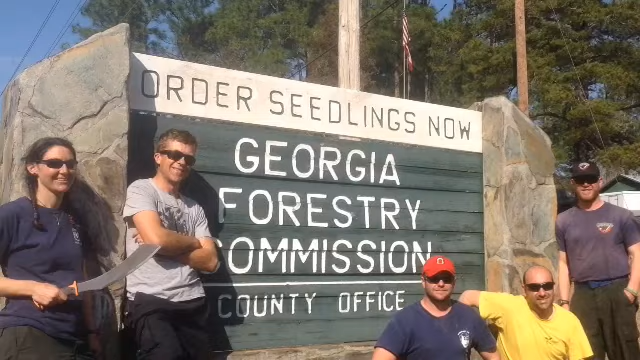 ORDER SEEDLINGS NOW
GEORGIA
FORESTRY
COMMISSION
COUNTY OFFICE